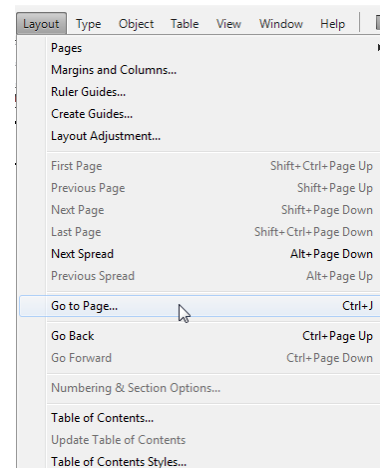 Layout Type Object Table View Window Help
Pages
Margins and Columns...
Ruler Guides...
Create Guides...
Layout Adjustment...
First Page Shift+Ctrl+Page Up
Previous Page Shift+Page Up
Next Page Shift+Page Down
Last Page Shift+Ctrl+Page Down
Next Spread Alt+Page Down
Previous Spread Alt+Page Up
Go to Page... Ctrl+J
Go Back Ctrl+Page Up
Go Forward Ctrl+Page Down
Numbering & Section Options...
Table of Contents...
Update Table of Contents
Table of Contents Styles...